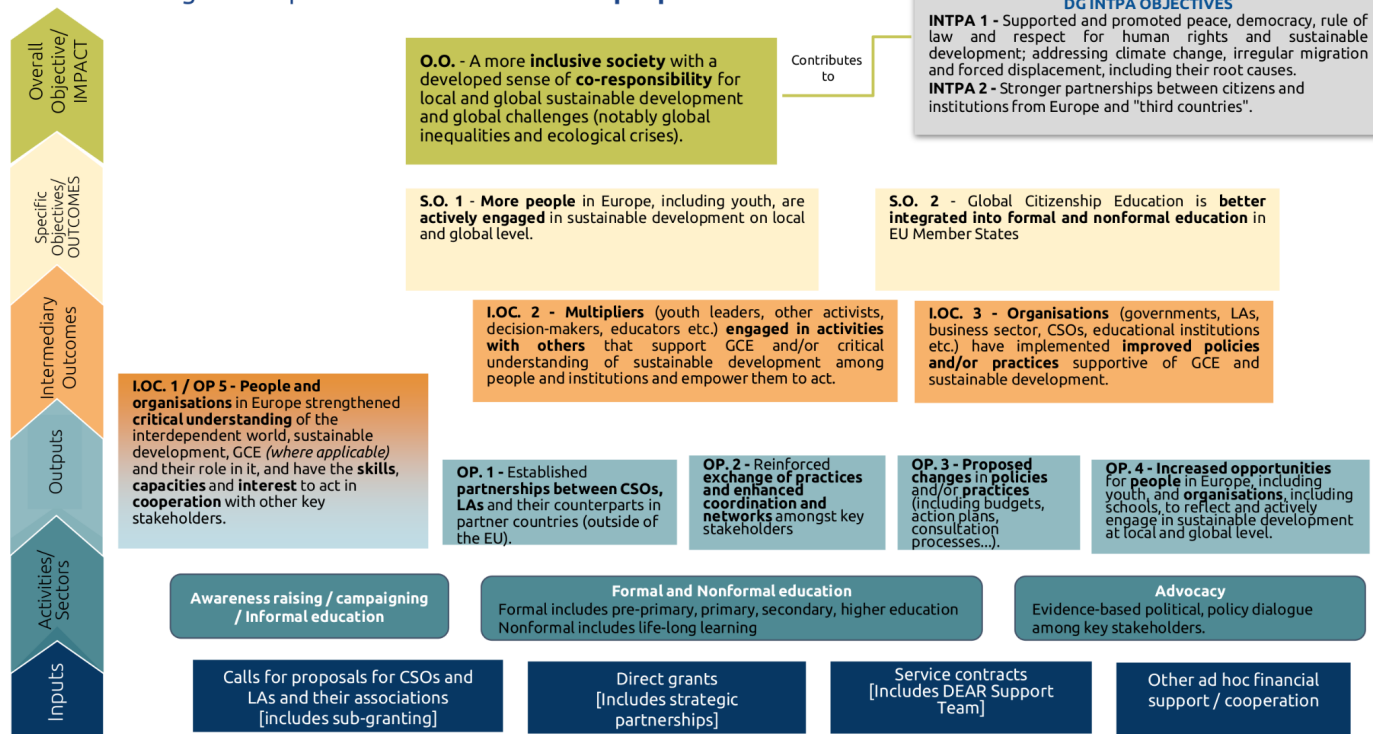 DG INTPA OBJECTIVES
INTPA 1 - Supported and promoted peace, democracy, rule of
law and respect for human rights and sustainable
development; addressing climate change, irregular migration
and forced displacement, including their root causes.
INTPA 2 - Stronger partnerships between citizens and
institutions from Europe and "third countries".
Overall
Objective/
IMPACT
O.O. - A more inclusive society with a
developed sense of co-responsibility for
local and global sustainable development
and global challenges (notably global
inequalities and ecological crises).
Contributes
to
Specific
Objectives/
OUTCOMES
S.O. 1 - More people in Europe, including youth, are
actively engaged in sustainable development on local
and global level.
S.O. 2 - Global Citizenship Education is better
integrated into formal and nonformal education in
EU Member States
Intermediary
Outcomes
I.OC. 2 - Multipliers (youth leaders, other activists,
decision-makers, educators etc.) engaged in activities
with others that support GCE and/or critical
understanding of sustainable development among
people and institutions and empower them to act.
I.OC. 3 - Organisations (governments, LAs,
business sector, CSOs, educational institutions
etc.) have implemented improved policies
and/or practices supportive of GCE and
sustainable development.
I.OC. 1 / OP 5 - People and
organisations in Europe strengthened
critical understanding of the
interdependent world, sustainable
development, GCE (where applicable)
and their role in it, and have the skills,
capacities and interest to act in
cooperation with other key
stakeholders.
Outputs
OP. 1 - Established
partnerships between CSOs,
LAs and their counterparts in
partner countries (outside of
the EU).
OP. 2 - Reinforced
exchange of practices
and enhanced
coordination and
networks amongst key
stakeholders
OP. 3 - Proposed
changes in policies
and/or practices
(including budgets,
action plans,
consultation
processes...).
OP. 4 - Increased opportunities
For people in Europe, including
youth, and organisations, including
schools, to reflect and actively
engage in sustainable development
at local and global level.
Activities/
Sectors
Awareness raising / campaigning
/ Informal education
Formal and Nonformal education
Formal includes pre-primary, primary, secondary, higher education
Nonformal includes life-long learning
Advocacy
Evidence-based political, policy dialogue
among key stakeholders.
Inputs
Calls for proposals for CSOs and
LAs and their associations
[includes sub-granting]
Direct grants
[Includes strategic
partnerships]
Service contracts
[Includes DEAR Support
Team]
Other ad hoc financial
support / cooperation